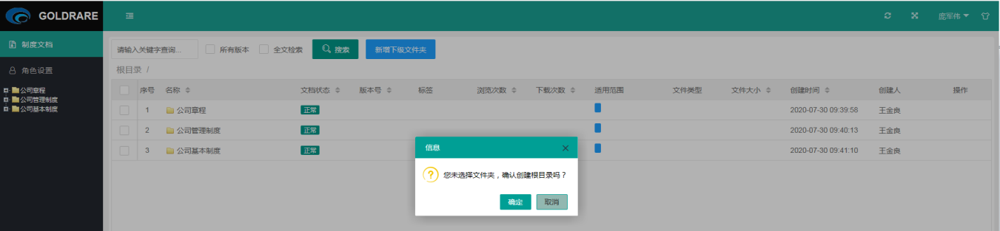 GOLDRARE
庞军伟
制度文档
请输入关键字查询... 所有版本 全文检索 搜索 新增下级文件夹
角色设置
根目录 /
公司章程
公司管理制度
公司基本制度
序号 名称 文档状态 版本号 标签 浏览次数 下载次数 适用范围 文件类型 文件大小 创建时间 创建人 操作
1 公司章程 正常 2020-07-30 09:39:58 王金良
2 公司管理制度 正常 2020-07-30 09:40:13 王金良
3 公司基本制度 正常 2020-07-30 09:41:10 王金良
信息
您未选择文件夹，确认创建根目录吗？
确定 取消